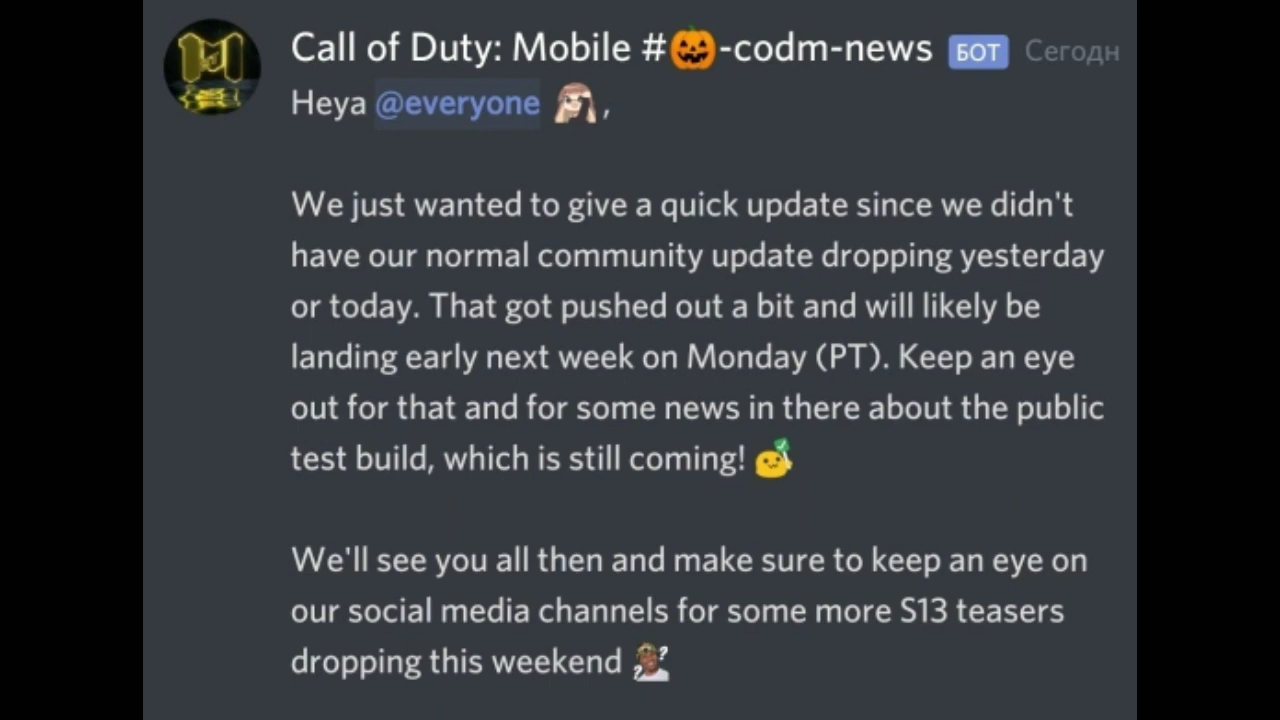 Call of Duty: Mobile #🎃-codm-news БОТ Сегодн
Heya @everyone ,
We just wanted to give a quick update since we didn't
have our normal community update dropping yesterday
or today. That got pushed out a bit and will likely be
landing early next week on Monday (PT). Keep an eye
out for that and for some news in there about the public
test build, which is still coming!
We'll see you all then and make sure to keep an eye on
our social media channels for some more S13 teasers
dropping this weekend